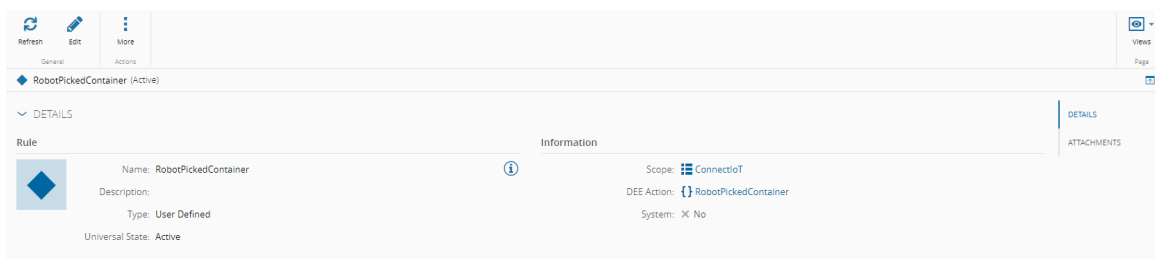 Refresh Edit More Views
General Actions Page
RobotPickedContainer (Active)
DETAILS
DETAILS
ATTACHMENTS
Rule Information
Name: RobotPickedContainer Scope: ConnectIoT
Description: DEE Action: { } RobotPickedContainer
Type: User Defined System: No
Universal State: Active